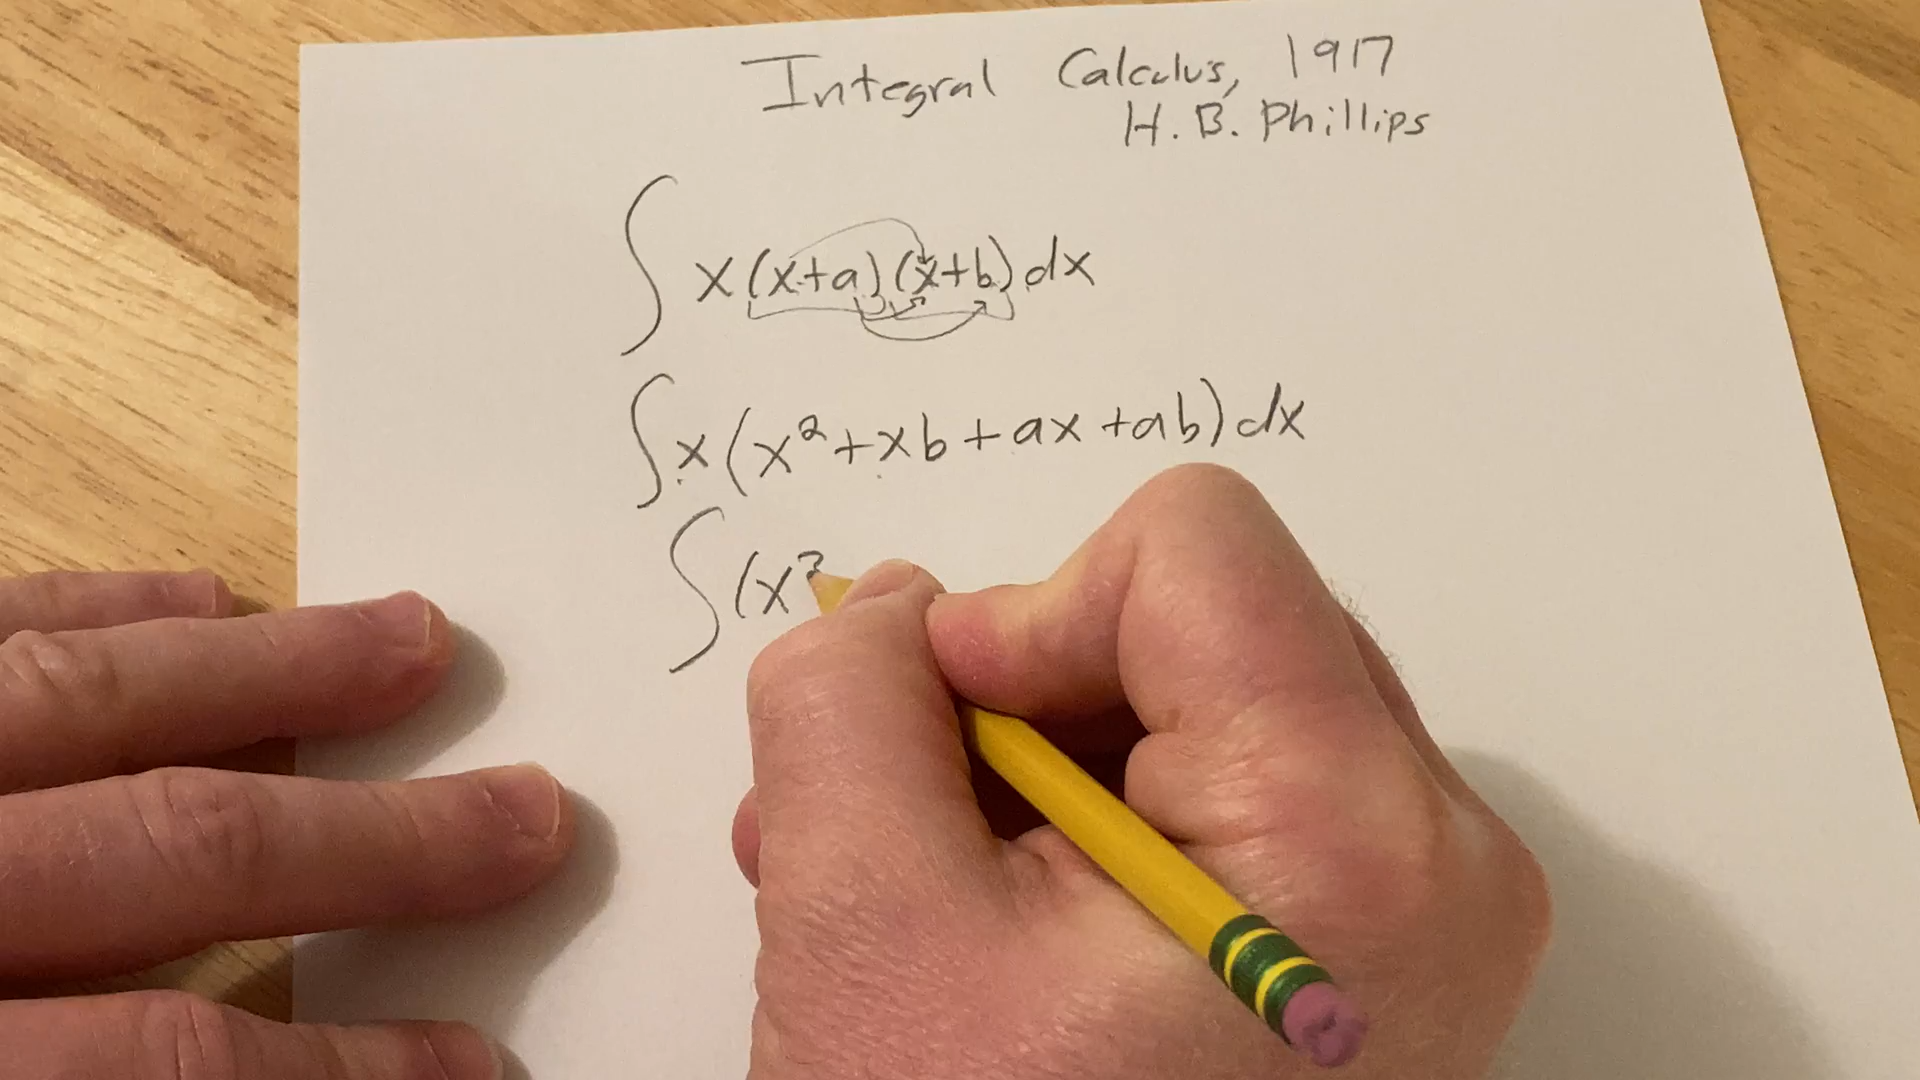 Integral Calculus, 1917
H. B. Phillips
∫ x(x+a)(x+b)dx
∫x(x²+xb+ax+ab)dx
∫(x³